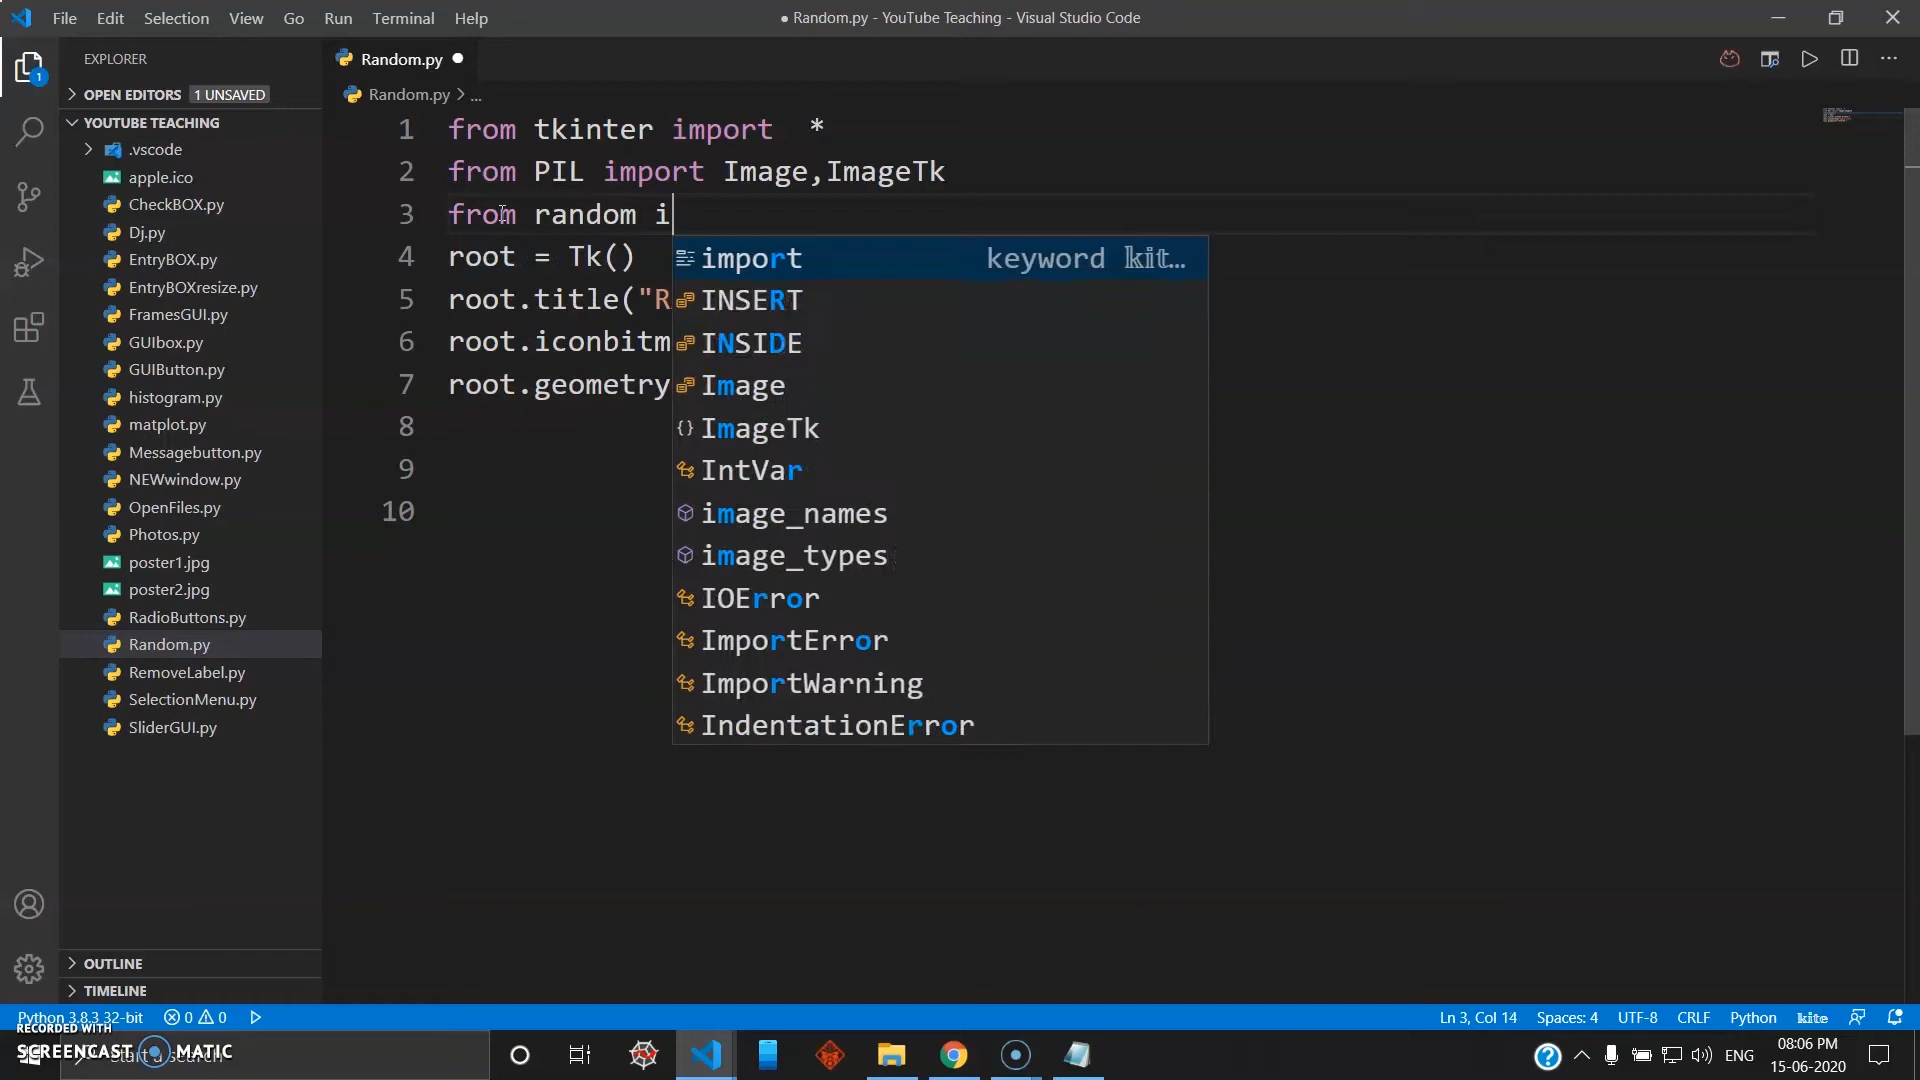 File Edit Selection View Go Run Terminal Help
● Random.py - YouTube Teaching - Visual Studio Code
EXPLORER
OPEN EDITORS 1 UNSAVED
YOUTUBE TEACHING
.vscode
apple.ico
CheckBOX.py
Dj.py
EntryBOX.py
EntryBOXresize.py
FramesGUI.py
GUIbox.py
GUIButton.py
histogram.py
matplot.py
Messagebutton.py
NEWwindow.py
OpenFiles.py
Photos.py
poster1.jpg
poster2.jpg
RadioButtons.py
Random.py
RemoveLabel.py
SelectionMenu.py
SliderGUI.py
OUTLINE
TIMELINE
1
Random.py ●
Random.py > ...
1 from tkinter import  *
2 from PIL import Image,ImageTk
3 from random i
4 root = Tk()
5 root.title("R
6 root.iconbitm
7 root.geometry
8
9
10
import keyword kit...
INSERT
INSIDE
Image
ImageTk
IntVar
image_names
image_types
IOError
ImportError
ImportWarning
IndentationError
Python 3.8.3 32-bit 0 0
Ln 3, Col 14 Spaces: 4 UTF-8 CRLF Python kite
RECORDED WITH
SCREENCAST MATIC
ENG
08:06 PM
15-06-2020